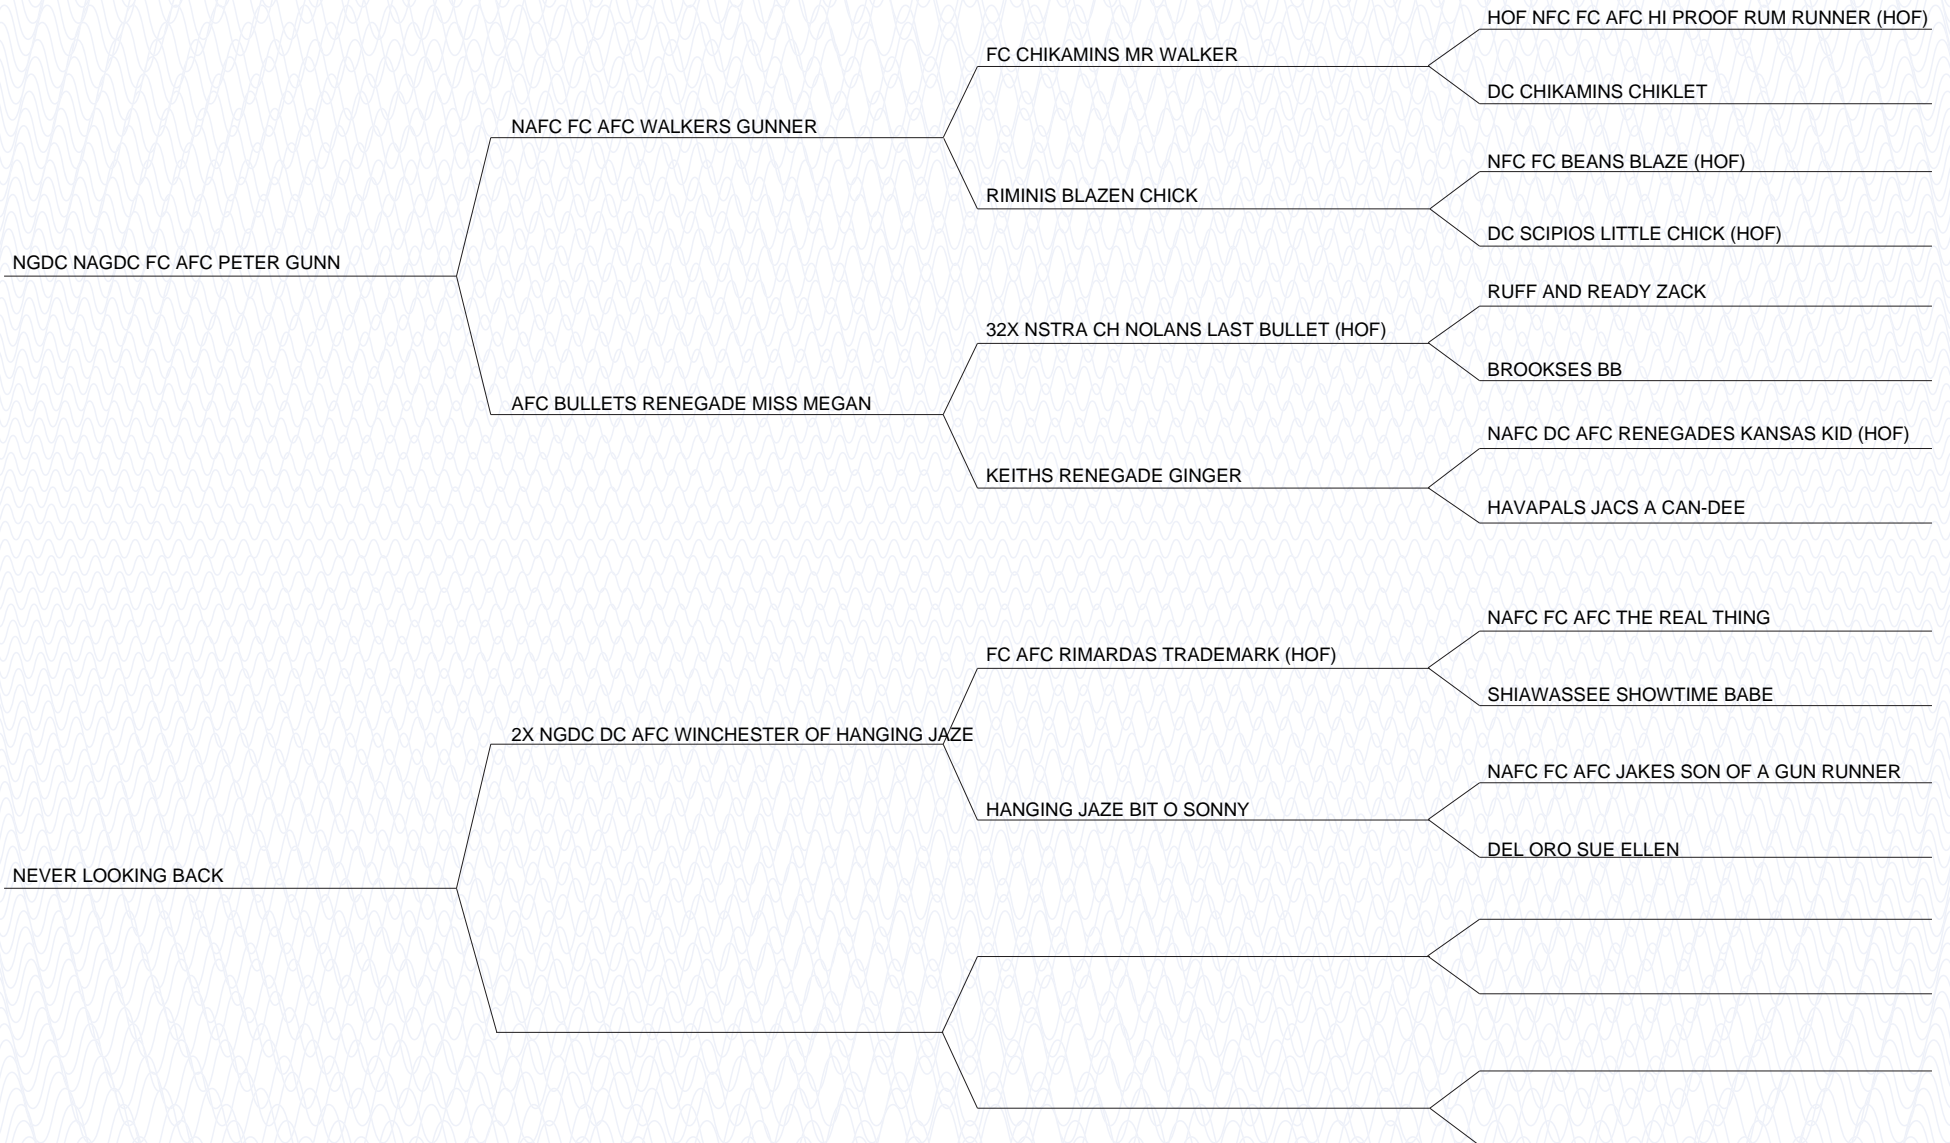 HOF NFC FC AFC HI PROOF RUM RUNNER (HOF)
FC CHIKAMINS MR WALKER
DC CHIKAMINS CHIKLET
NAFC FC AFC WALKERS GUNNER
NFC FC BEANS BLAZE (HOF)
RIMINIS BLAZEN CHICK
DC SCIPIOS LITTLE CHICK (HOF)
NGDC NAGDC FC AFC PETER GUNN
RUFF AND READY ZACK
32X NSTRA CH NOLANS LAST BULLET (HOF)
BROOKSES BB
AFC BULLETS RENEGADE MISS MEGAN
NAFC DC AFC RENEGADES KANSAS KID (HOF)
KEITHS RENEGADE GINGER
HAVAPALS JACS A CAN-DEE
NAFC FC AFC THE REAL THING
FC AFC RIMARDAS TRADEMARK (HOF)
SHIAWASSEE SHOWTIME BABE
2X NGDC DC AFC WINCHESTER OF HANGING JAZE
NAFC FC AFC JAKES SON OF A GUN RUNNER
HANGING JAZE BIT O SONNY
DEL ORO SUE ELLEN
NEVER LOOKING BACK